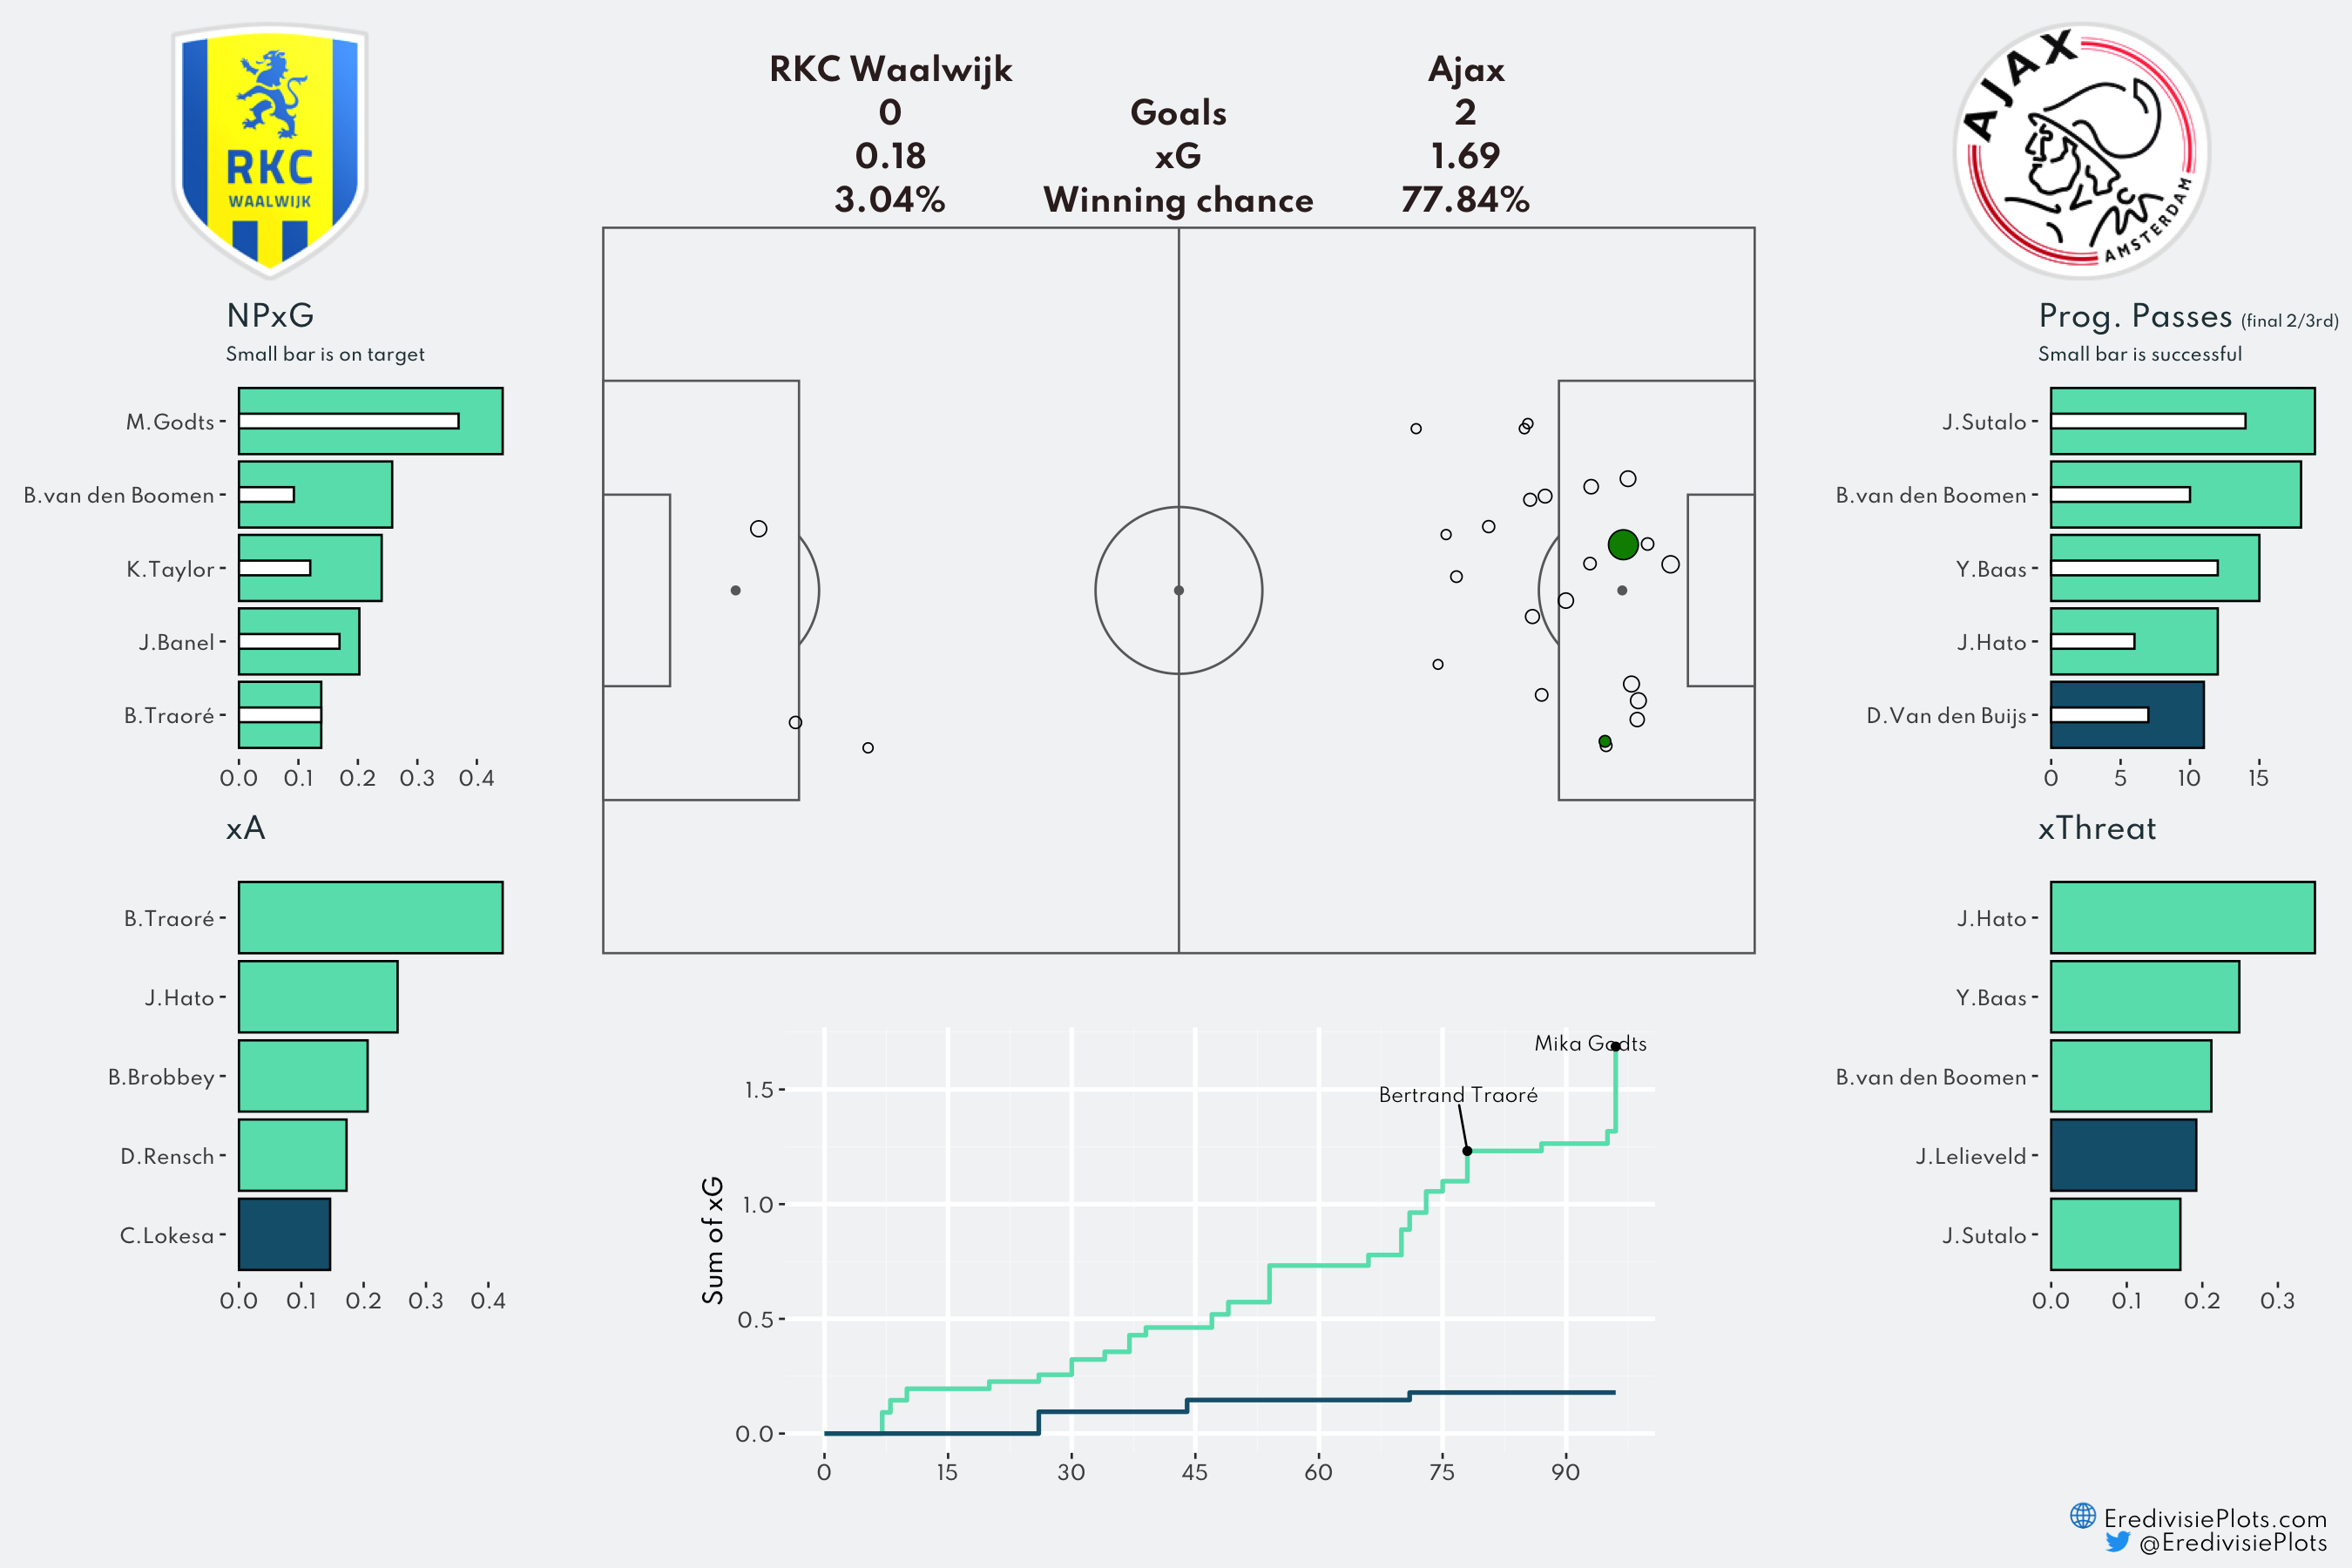 RKC WAALWIJK
AJAX AMSTERDAM
RKC Waalwijk Ajax
0 Goals 2
0.18 xG 1.69
3.04% Winning chance 77.84%
NPxG
Small bar is on target
M.Godts
B.van den Boomen
K.Taylor
J.Banel
B.Traoré
0.0 0.1 0.2 0.3 0.4
xA
B.Traoré
J.Hato
B.Brobbey
D.Rensch
C.Lokesa
0.0 0.1 0.2 0.3 0.4
Mika Godts
Bertrand Traoré
Sum of xG
1.5
1.0
0.5
0.0
0 15 30 45 60 75 90
Prog. Passes (final 2/3rd)
Small bar is successful
J.Sutalo
B.van den Boomen
Y.Baas
J.Hato
D.Van den Buijs
0 5 10 15
xThreat
J.Hato
Y.Baas
B.van den Boomen
J.Lelieveld
J.Sutalo
0.0 0.1 0.2 0.3
EredivisiePlots.com
@EredivisiePlots